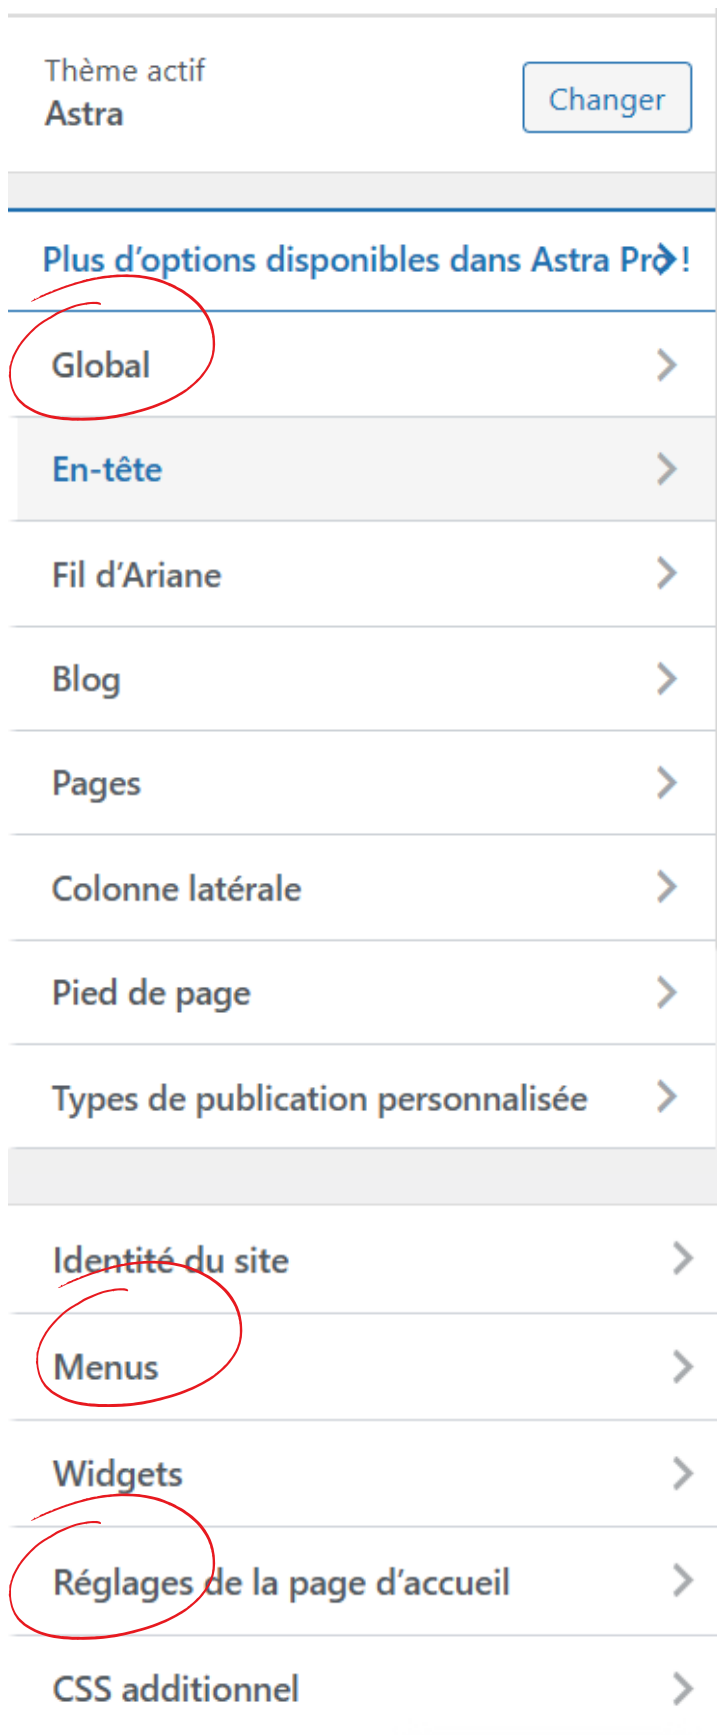 Thème actif
Astra
Changer
Plus d’options disponibles dans Astra Pro !
Global
En-tête
Fil d’Ariane
Blog
Pages
Colonne latérale
Pied de page
Types de publication personnalisée
Identité du site
Menus
Widgets
Réglages de la page d’accueil
CSS additionnel